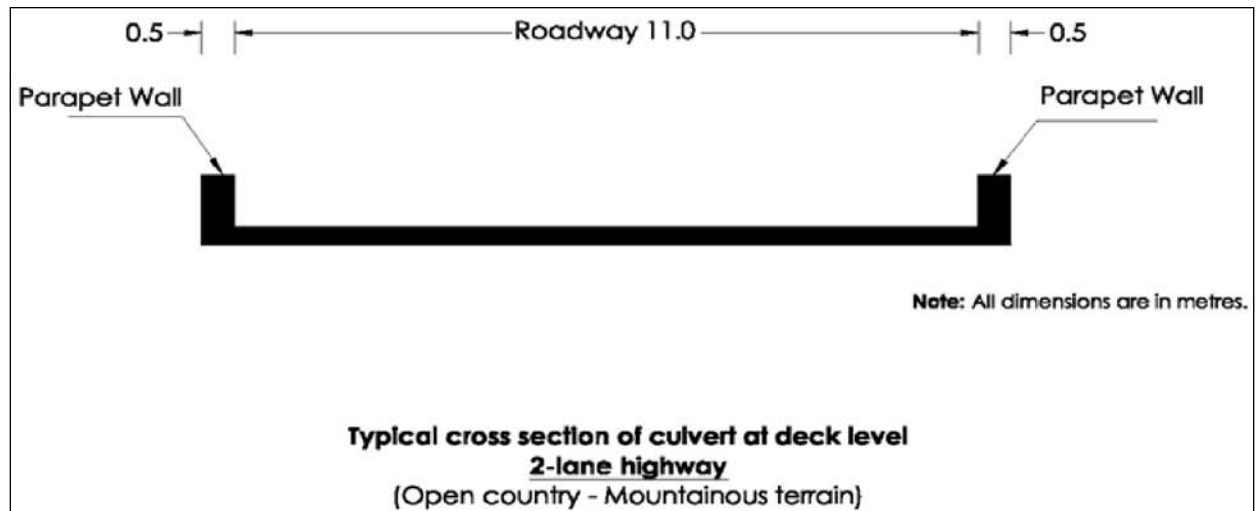 0.5 Roadway 11.0 0.5
Parapet Wall Parapet Wall
Note: All dimensions are in metres.
Typical cross section of culvert at deck level
2-lane highway
(Open country - Mountainous terrain)